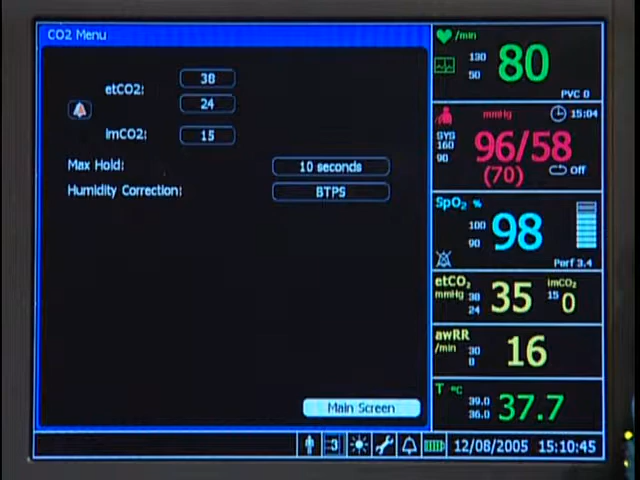 CO2 Menu
etCO2:
38
24
imCO2:
15
Max Hold:
10 seconds
Humidity Correction:
BTPS
Main Screen
/min
130
50
80
PVC 0
mmHg
15:04
SYS
160
90
96/58
(70)
Off
SpO2 %
100
90
98
Perf 3.4
etCO2
mmHg
38
24
35
imCO2
15
0
awRR
/min
30
0
16
T °C
39.0
36.0
37.7
12/08/2005 15:10:45